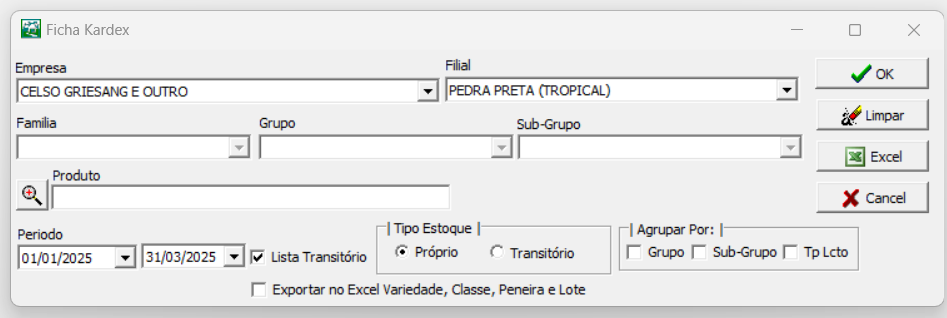 Ficha Kardex
Empresa
Filial
CELSO GRIESANG E OUTRO
PEDRA PRETA (TROPICAL)
OK
Familia
Grupo
Sub-Grupo
Limpar
Excel
Produto
Cancel
Periodo
Tipo Estoque
Agrupar Por:
01/01/2025
31/03/2025
Lista Transitório
Próprio
Transitório
Grupo
Sub-Grupo
Tp Lcto
Exportar no Excel Variedade, Classe, Peneira e Lote